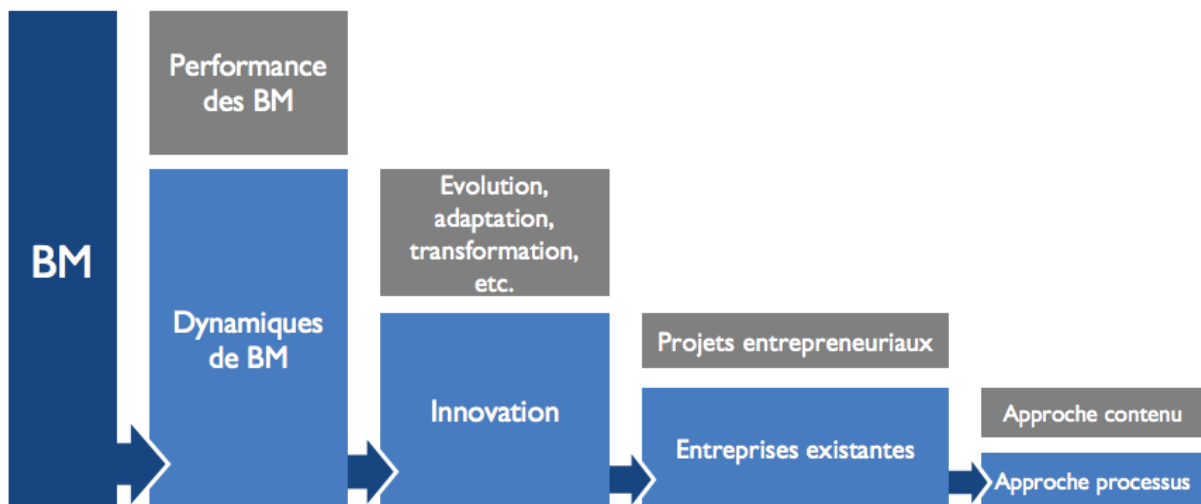 BM
Performance
des BM
Dynamiques
de BM
Evolution,
adaptation,
transformation,
etc.
Innovation
Projets entrepreneuriaux
Entreprises existantes
Approche contenu
Approche processus